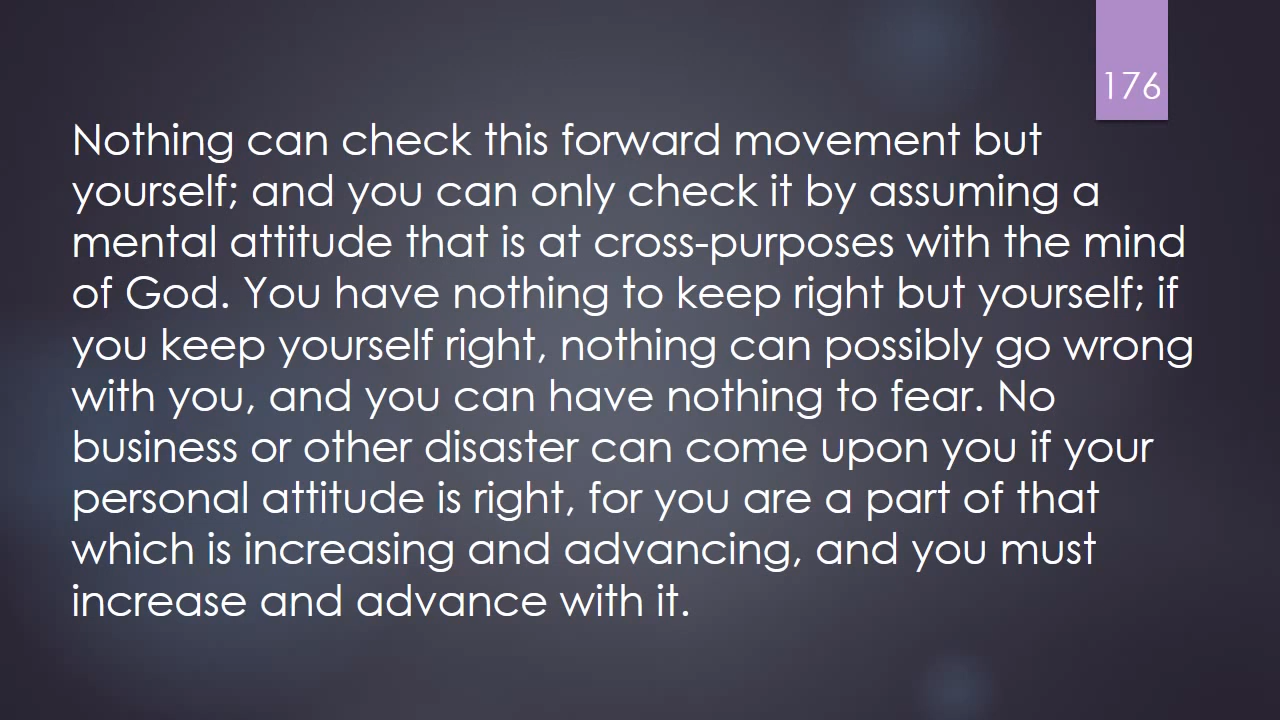 176
Nothing can check this forward movement but
yourself; and you can only check it by assuming a
mental attitude that is at cross-purposes with the mind
of God. You have nothing to keep right but yourself; if
you keep yourself right, nothing can possibly go wrong
with you, and you can have nothing to fear. No
business or other disaster can come upon you if your
personal attitude is right, for you are a part of that
which is increasing and advancing, and you must
increase and advance with it.